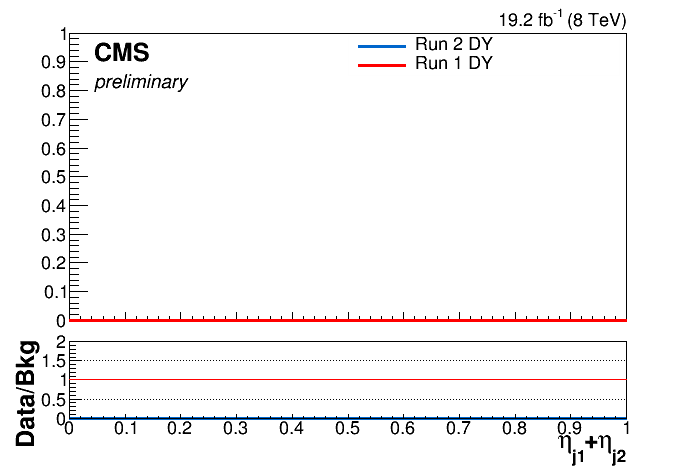 19.2 fb-1 (8 TeV)
CMS
preliminary
Run 2 DY
Run 1 DY
1
0.9
0.8
0.7
0.6
0.5
0.4
0.3
0.2
0.1
0
Data/Bkg
2
1.5
1
0.5
0
0 0.1 0.2 0.3 0.4 0.5 0.6 0.7 0.8 0.9 1
ηj1+ηj2